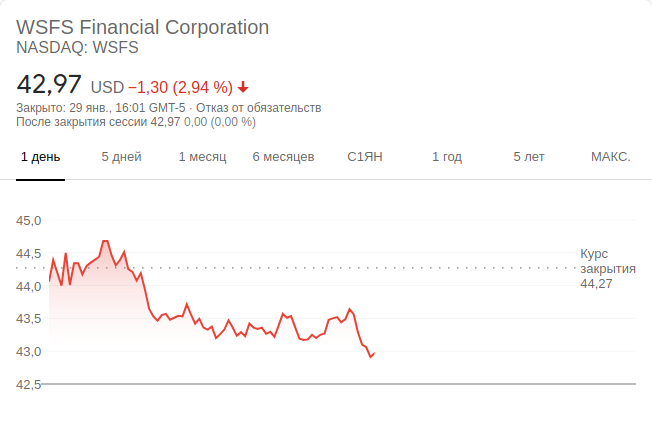 WSFS Financial Corporation
NASDAQ: WSFS
42,97 USD −1,30 (2,94 %)
Закрыто: 29 янв., 16:01 GMT-5 · Отказ от обязательств
После закрытия сессии 42,97 0,00 (0,00 %)
1 день 5 дней 1 месяц 6 месяцев С1ЯН 1 год 5 лет МАКС.
45,0
44,5
Курс
закрытия
44,27
44,0
43,5
43,0
42,5